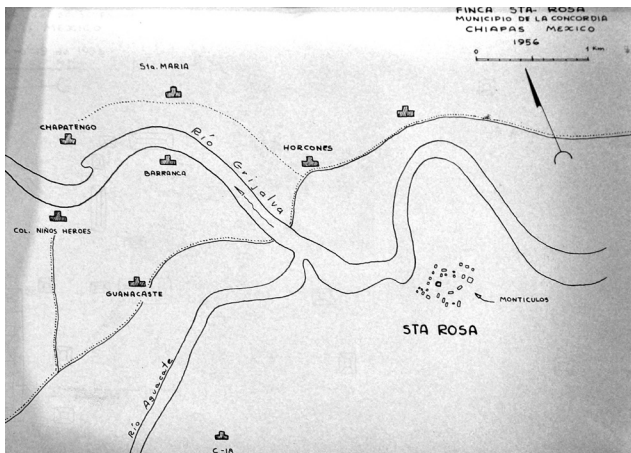 FINCA STA. ROSA
MUNICIPIO DE LA CONCORDIA
CHIAPAS MEXICO
1956
0 1 Km.
Sta. MARIA
CHAPATENGO
Río Grijalva
HORCONES
BARRANCA
COL. NIÑOS HEROES
GUANACASTE
MONTICULOS
STA ROSA
Río Aguacate
C-1A